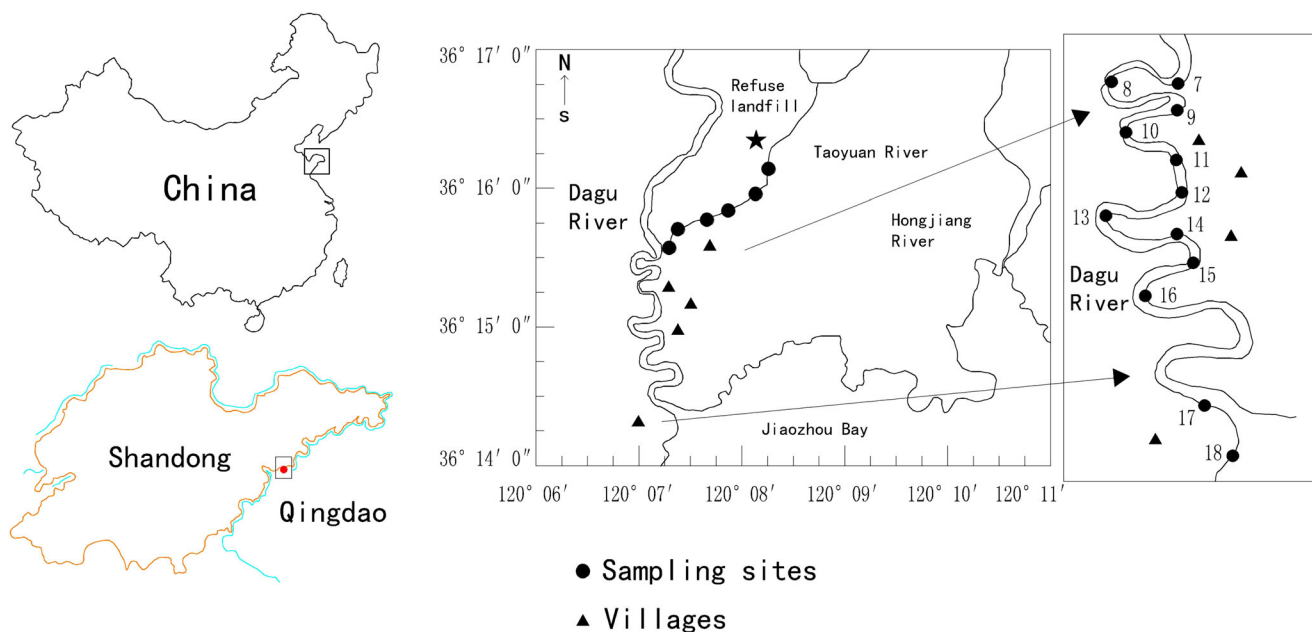 China
Shandong
Qingdao
36° 17′ 0″
36° 16′ 0″
36° 15′ 0″
36° 14′ 0″
120° 06′
120° 07′
120° 08′
120° 09′
120° 10′
120° 11′
N
s
Refuse
landfill
Taoyuan River
Dagu
River
Hongjiang
River
Jiaozhou Bay
7
8
9
10
11
12
13
14
15
Dagu
River
16
17
18
Sampling sites
Villages